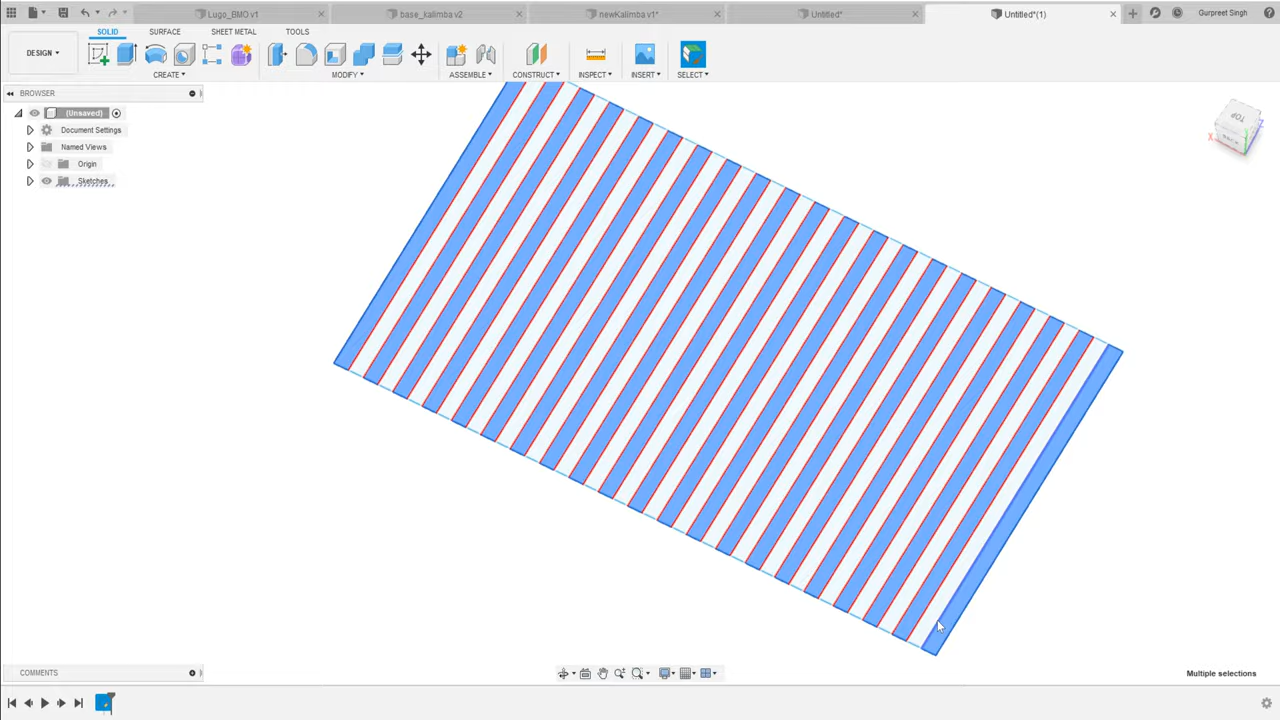 Lugo_BMO v1
base_kalimba v2
newKalimba v1*
Untitled*
Untitled*(1)
Gurpreet Singh
DESIGN
SOLID
SURFACE
SHEET METAL
TOOLS
CREATE
MODIFY
ASSEMBLE
CONSTRUCT
INSPECT
INSERT
SELECT
BROWSER
(Unsaved)
Document Settings
Named Views
Origin
Sketches
TOP
X
Z
COMMENTS
Multiple selections